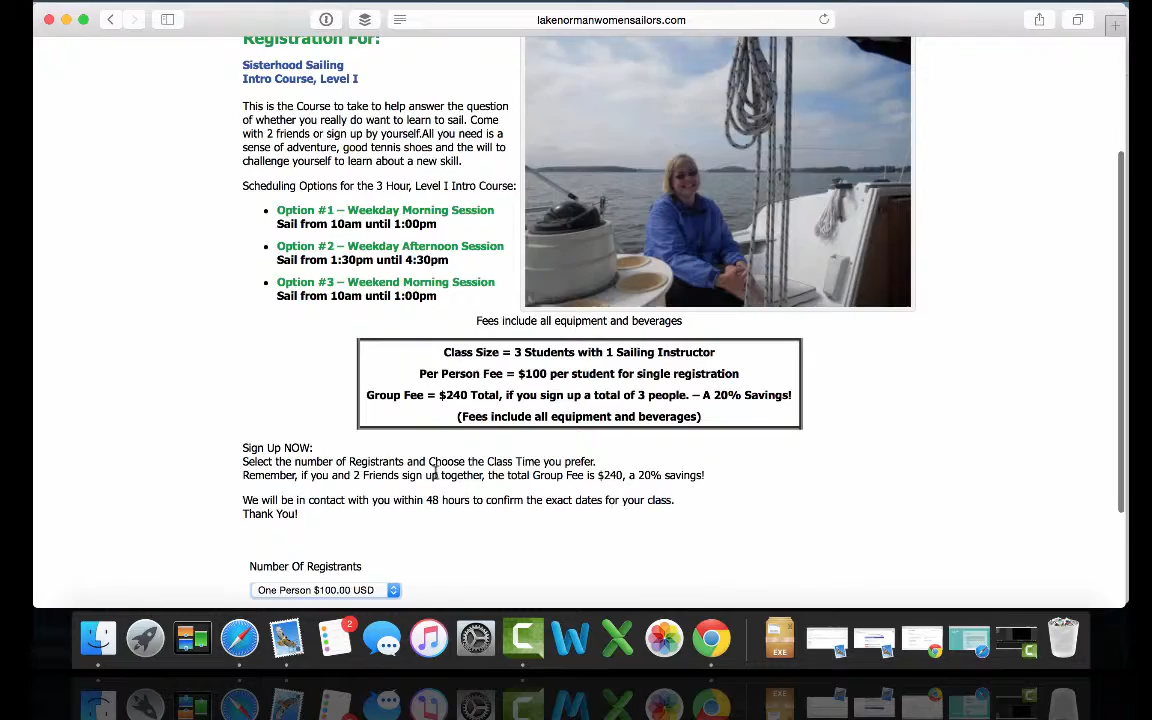 lakenormanwomensailors.com
Registration For:
Sisterhood Sailing
Intro Course, Level I
This is the Course to take to help answer the question
of whether you really do want to learn to sail. Come
with 2 friends or sign up by yourself.All you need is a
sense of adventure, good tennis shoes and the will to
challenge yourself to learn about a new skill.
Scheduling Options for the 3 Hour, Level I Intro Course:
Option #1 – Weekday Morning Session
Sail from 10am until 1:00pm
Option #2 – Weekday Afternoon Session
Sail from 1:30pm until 4:30pm
Option #3 – Weekend Morning Session
Sail from 10am until 1:00pm
Fees include all equipment and beverages
Class Size = 3 Students with 1 Sailing Instructor
Per Person Fee = $100 per student for single registration
Group Fee = $240 Total, if you sign up a total of 3 people. – A 20% Savings!
(Fees include all equipment and beverages)
Sign Up NOW:
Select the number of Registrants and Choose the Class Time you prefer.
Remember, if you and 2 Friends sign up together, the total Group Fee is $240, a 20% savings!
We will be in contact with you within 48 hours to confirm the exact dates for your class.
Thank You!
Number Of Registrants
One Person $100.00 USD
2
EXE